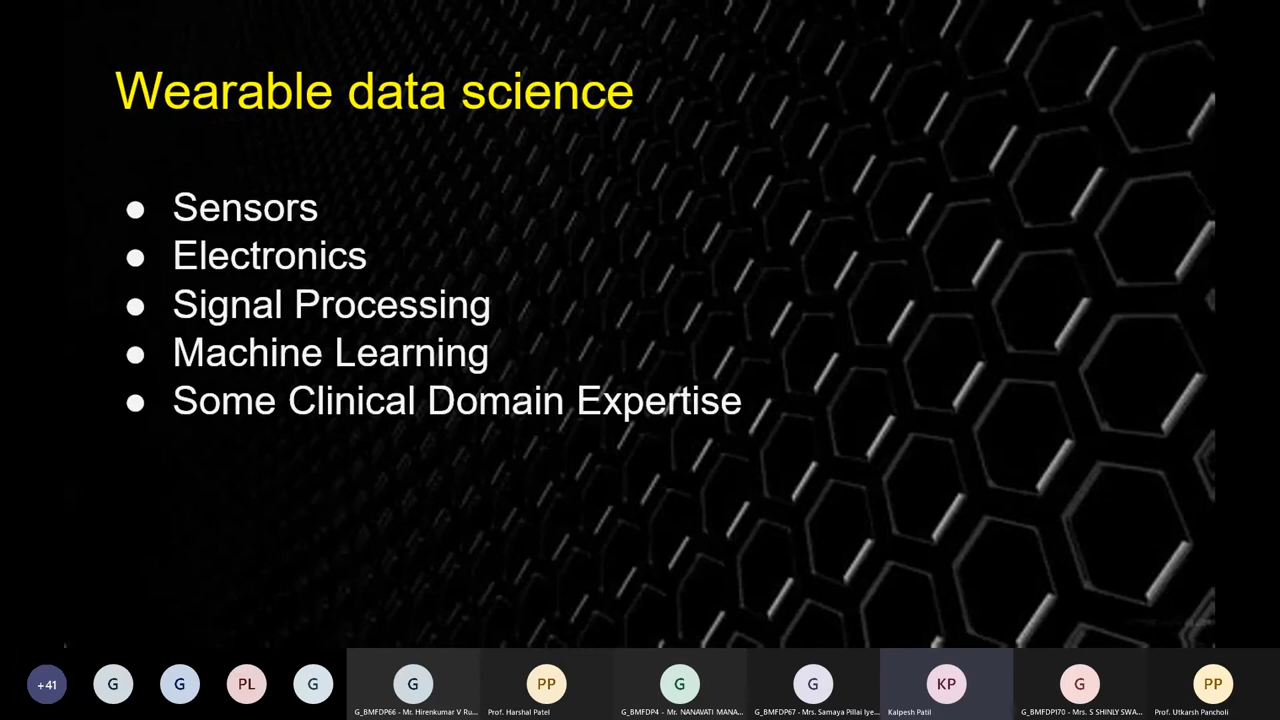 Wearable data science
● Sensors
● Electronics
● Signal Processing
● Machine Learning
● Some Clinical Domain Expertise
+41
G
G
PL
G
G
PP
G
G
KP
G
PP
G_BMFDP66 - Mr. Hirenkumar V Ru...
Prof. Harshal Patel
G_BMFDP4 - Mr. NANAVATI MANA...
G_BMFDP67 - Mrs. Samaya Pillai Iye...
Kalpesh Patil
G_BMFDP170 - Mrs. S SHINLY SWA...
Prof. Utkarsh Pancholi